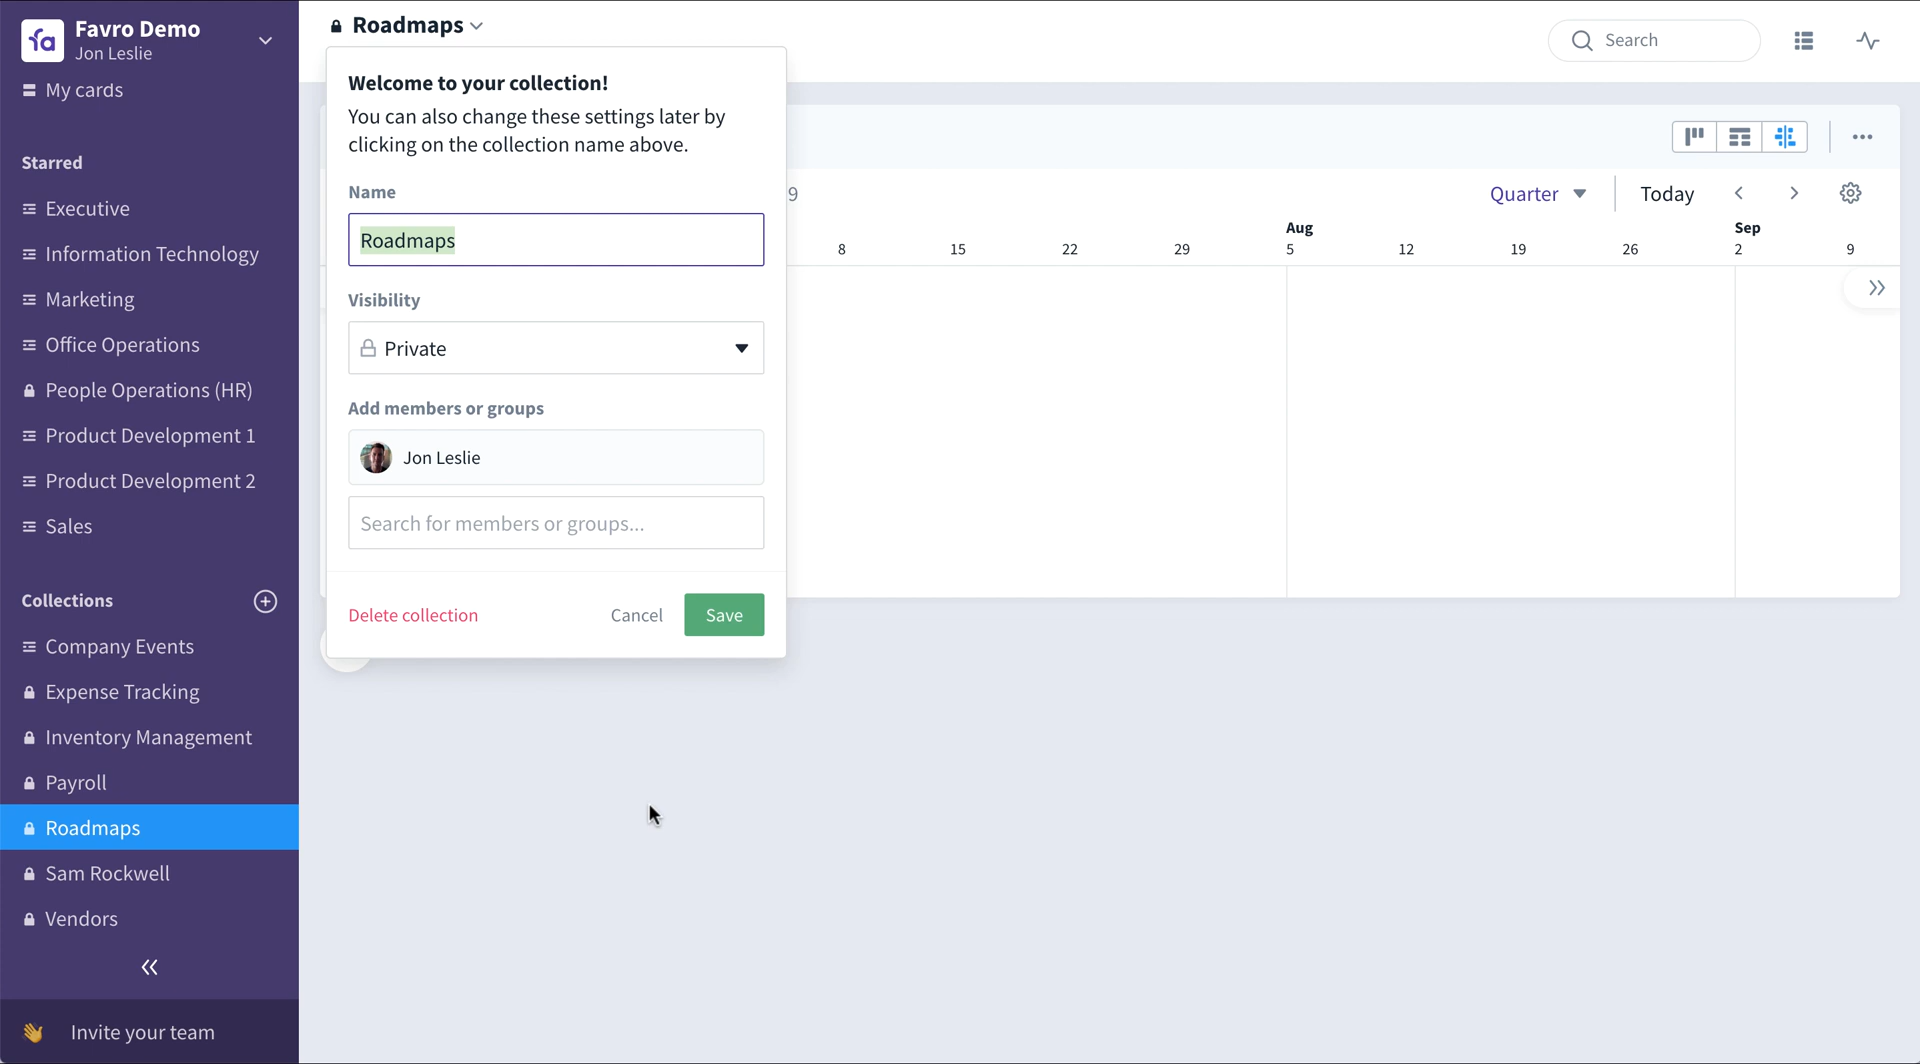 Favro Demo
Jon Leslie
My cards
Starred
Executive
Information Technology
Marketing
Office Operations
People Operations (HR)
Product Development 1
Product Development 2
Sales
Collections
Company Events
Expense Tracking
Inventory Management
Payroll
Roadmaps
Sam Rockwell
Vendors
Invite your team
Roadmaps
Search
Welcome to your collection!
You can also change these settings later by
clicking on the collection name above.
Name
Roadmaps
Visibility
Private
Add members or groups
Jon Leslie
Search for members or groups...
Delete collection Cancel Save
9 Quarter Today
Aug Sep
8 15 22 29 5 12 19 26 2 9